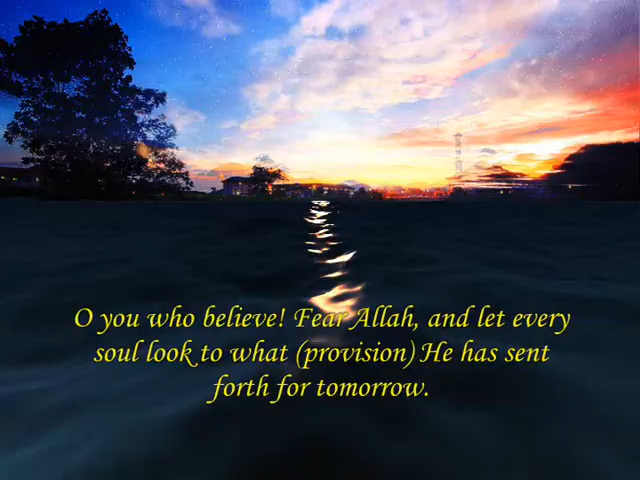 O you who believe! Fear Allah, and let every
soul look to what (provision) He has sent
forth for tomorrow.